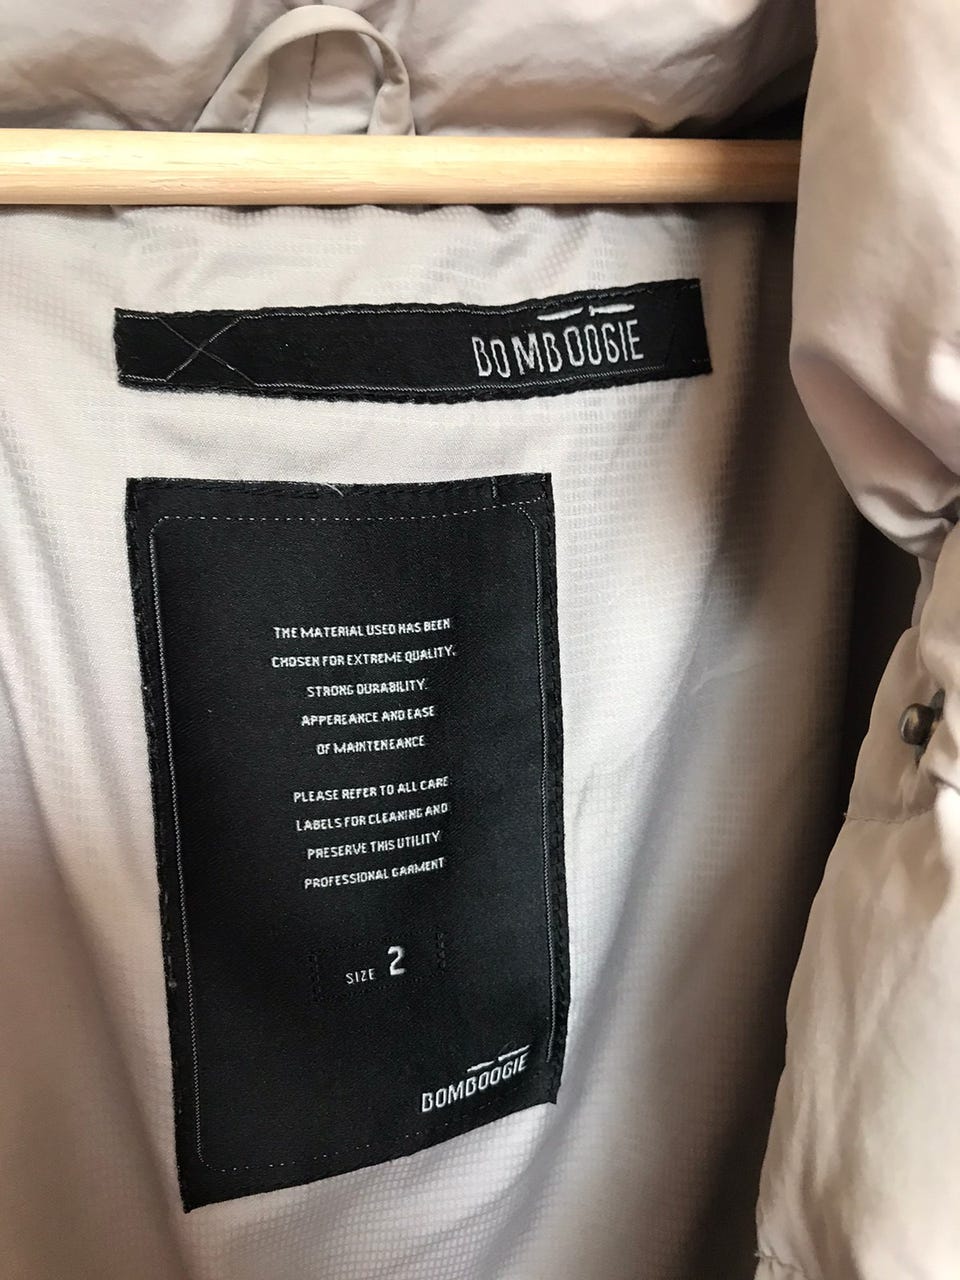 BOMBOOGIE
THE MATERIAL USED HAS BEEN
CHOSEN FOR EXTREME QUALITY.
STRONG DURABILITY.
APPEREANCE AND EASE
OF MAINTENEANCE
PLEASE REFER TO ALL CARE
LABELS FOR CLEANING AND
PRESERVE THIS UTILITY
PROFESSIONAL GARMENT
SIZE 2
BOMBOOGIE